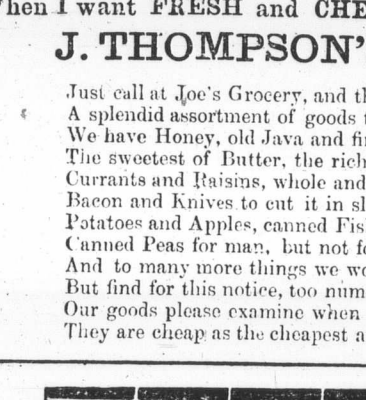 When I want FRESH and CHE
J. THOMPSON'
Just call at Joe's Grocery, and th
A splendid assortment of goods t
We have Honey, old Java and fin
The sweetest of Butter, the rich
Currants and Raisins, whole and
Bacon and Knives to cut it in sl
Potatoes and Apples, canned Fis
Canned Peas for man, but not fo
And to many more things we wo
But find for this notice, too num
Our goods please examine when
They are cheap as the cheapest a